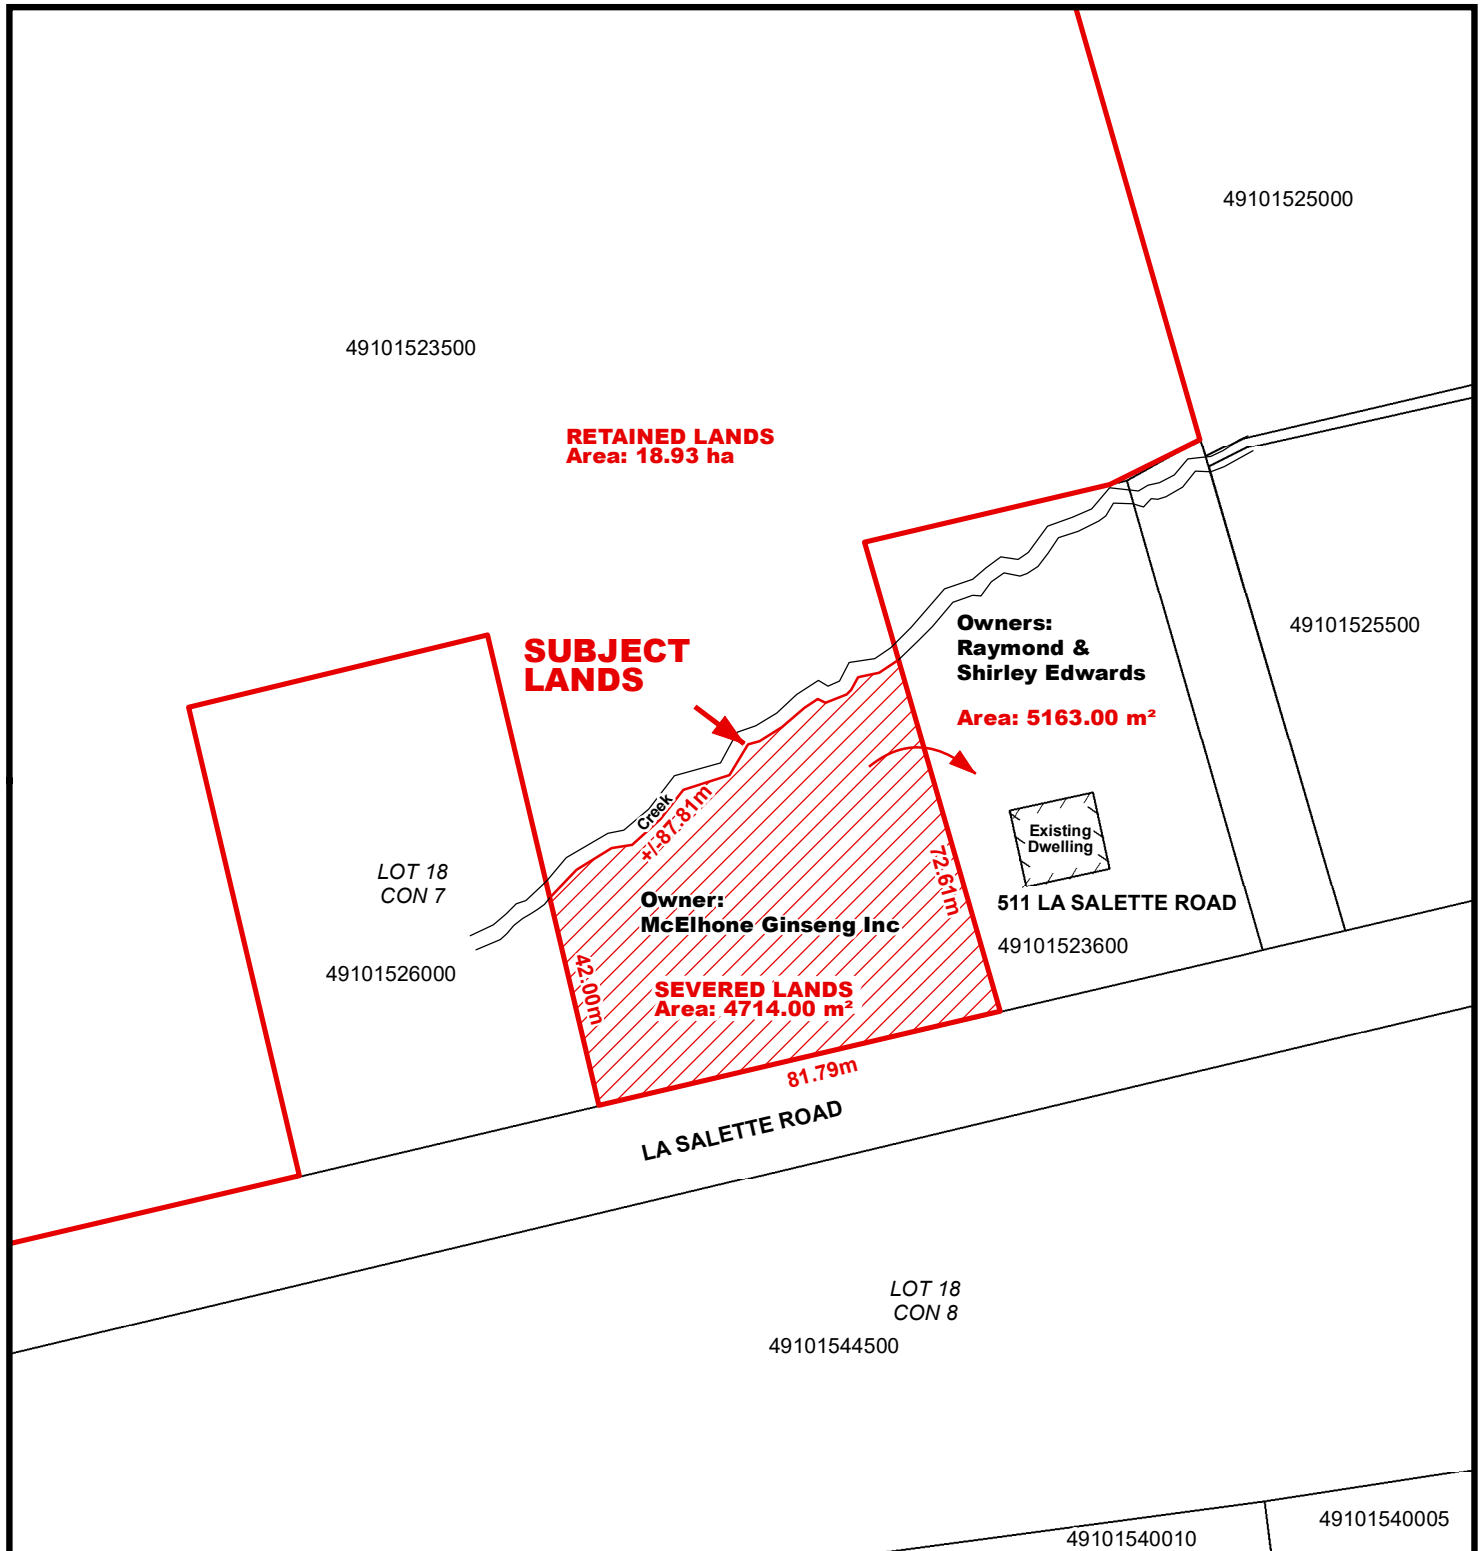 49101525000
49101523500
RETAINED LANDS
Area: 18.93 ha
Owners:
Raymond &
Shirley Edwards
Area: 5163.00 m²
49101525500
SUBJECT
LANDS
Creek
+/-87.81m
Existing
Dwelling
72.61m
LOT 18
CON 7
Owner:
McElhone Ginseng Inc
511 LA SALETTE ROAD
49101523600
49101526000
42.00m
SEVERED LANDS
Area: 4714.00 m²
81.79m
LA SALETTE ROAD
LOT 18
CON 8
49101544500
49101540005
49101540010